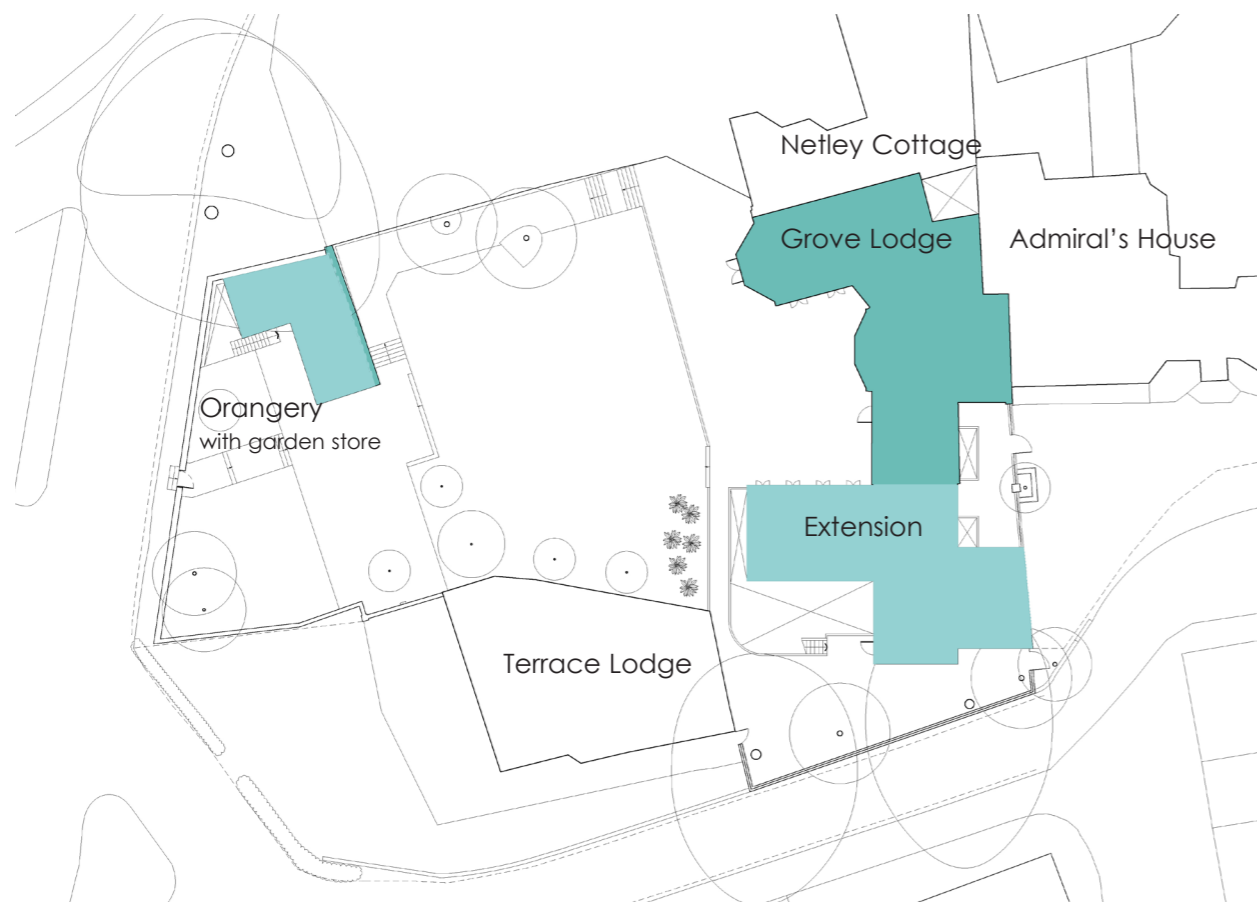 Netley Cottage
Grove Lodge
Admiral's House
Orangery
with garden store
Extension
Terrace Lodge